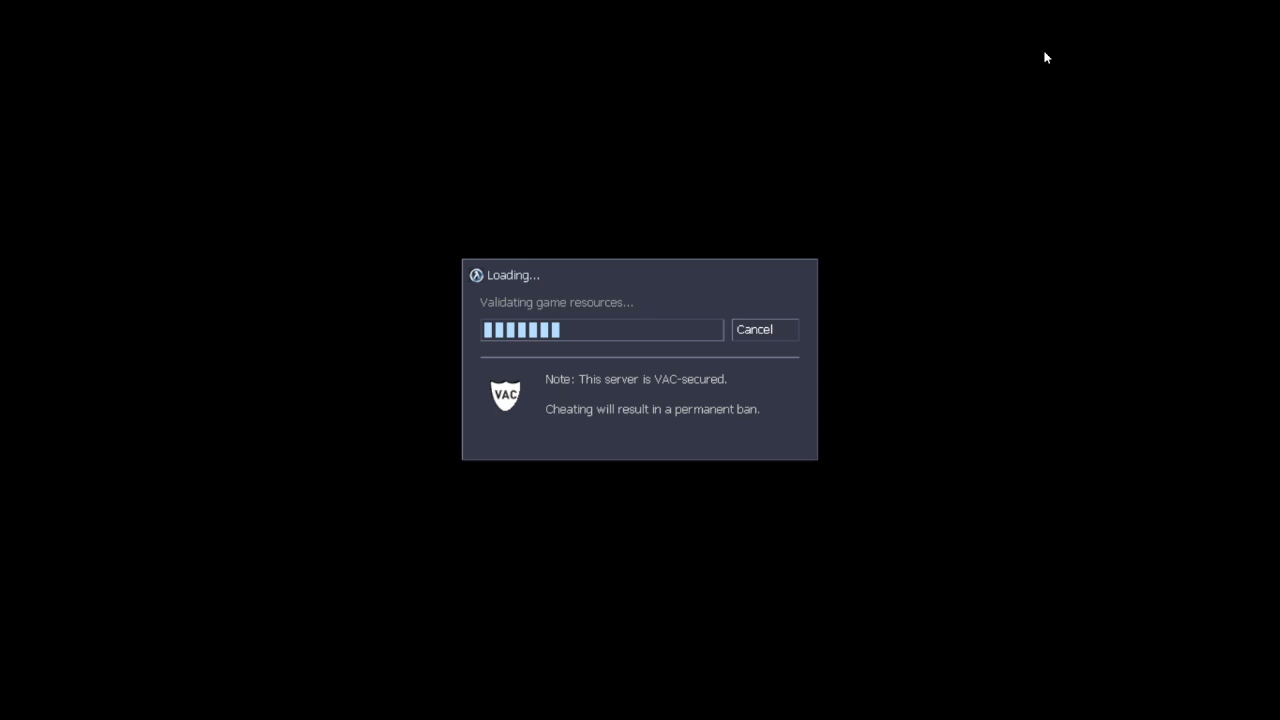 Loading...
Validating game resources...
Cancel
VAC
Note: This server is VAC-secured.
Cheating will result in a permanent ban.